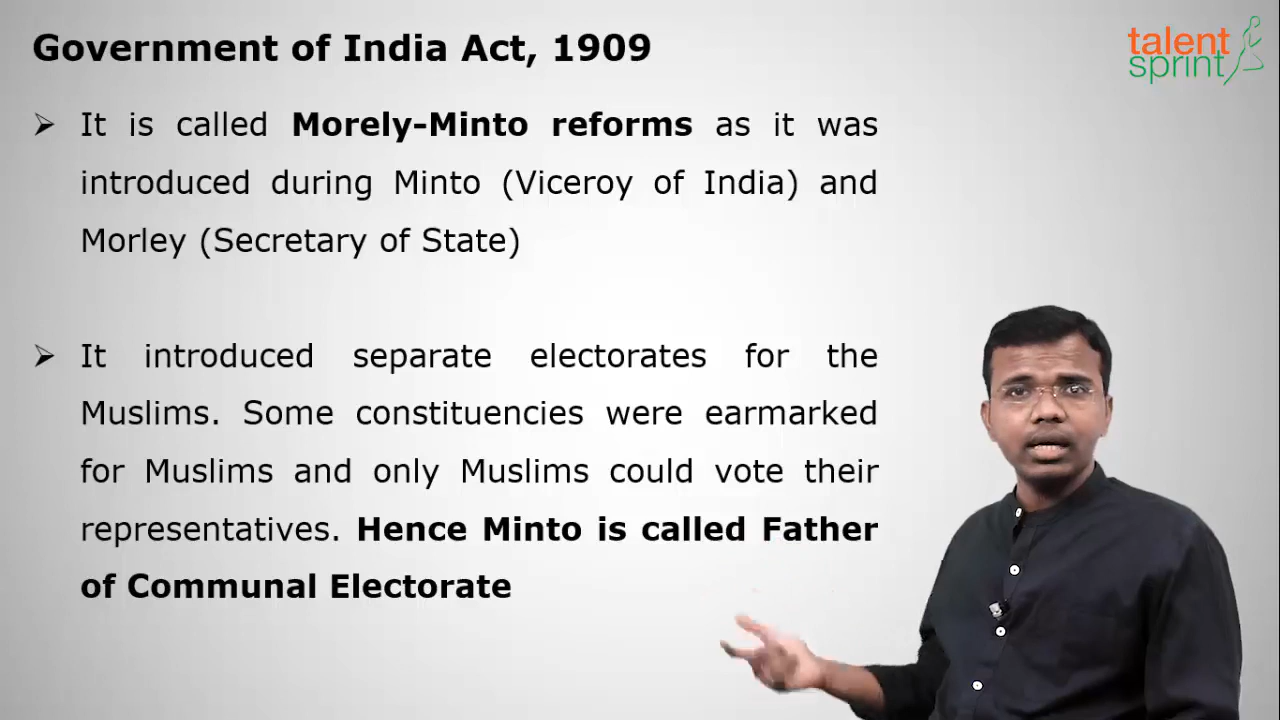 Government of India Act, 1909
talent
sprint
➢ It is called Morely-Minto reforms as it was
introduced during Minto (Viceroy of India) and
Morley (Secretary of State)
➢ It introduced separate electorates for the
Muslims. Some constituencies were earmarked
for Muslims and only Muslims could vote their
representatives. Hence Minto is called Father
of Communal Electorate